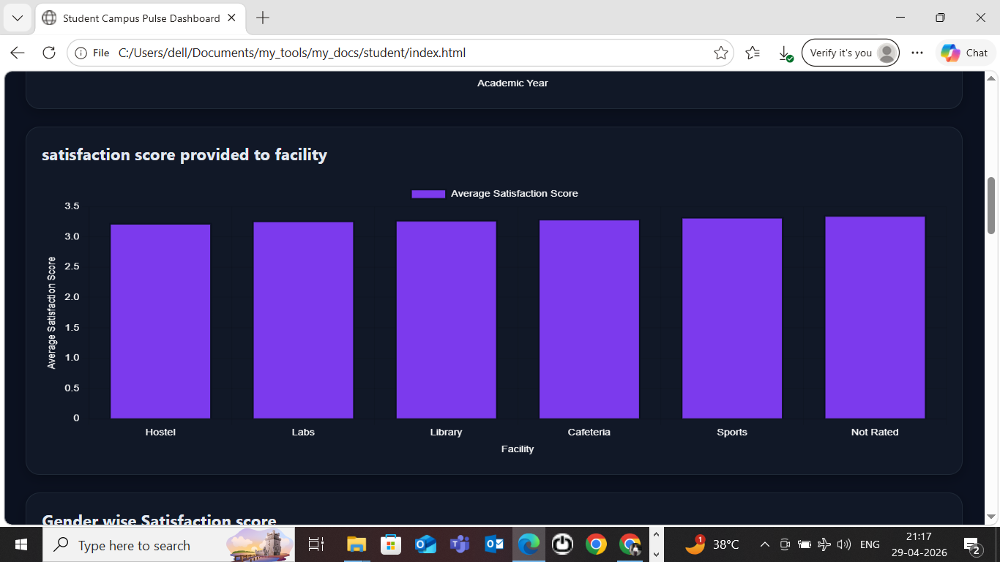 Student Campus Pulse Dashboard
File C:/Users/dell/Documents/my_tools/my_docs/student/index.html
Verify it's you
Chat
Academic Year
satisfaction score provided to facility
Average Satisfaction Score
3.5
3.0
2.5
2.0
1.5
1.0
0.5
0
Average Satisfaction Score
Hostel Labs Library Cafeteria Sports Not Rated
Facility
Gender wise Satisfaction score
Type here to search
1
38°C
ENG
21:17
29-04-2026
2